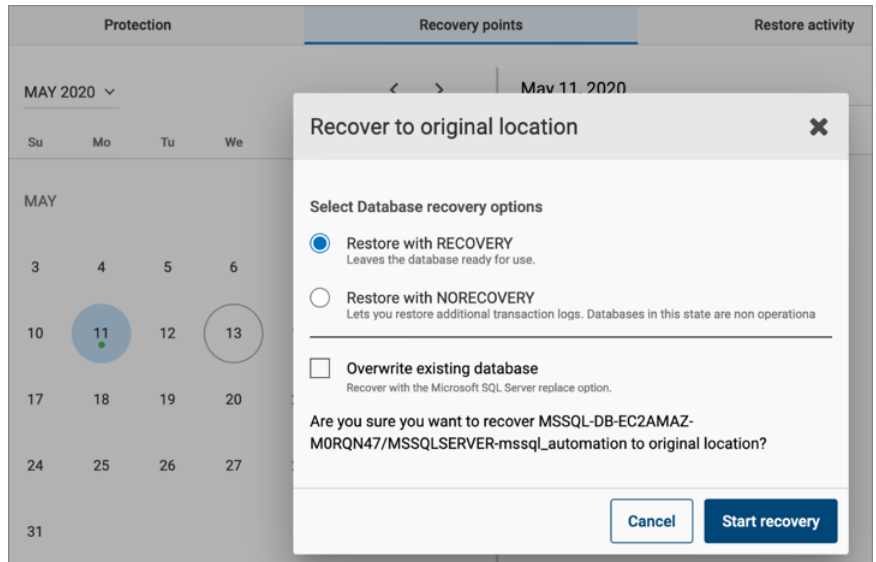 Protection Recovery points Restore activity
MAY 2020
May 11, 2020
Su Mo Tu We
Recover to original location
MAY
Select Database recovery options
Restore with RECOVERY
Leaves the database ready for use.
3 4 5 6
Restore with NORECOVERY
Lets you restore additional transaction logs. Databases in this state are non operationa
10 11 12 13
Overwrite existing database
Recover with the Microsoft SQL Server replace option.
17 18 19 20
Are you sure you want to recover MSSQL-DB-EC2AMAZ-
M0RQN47/MSSQLSERVER-mssql_automation to original location?
24 25 26 27
Cancel Start recovery
31